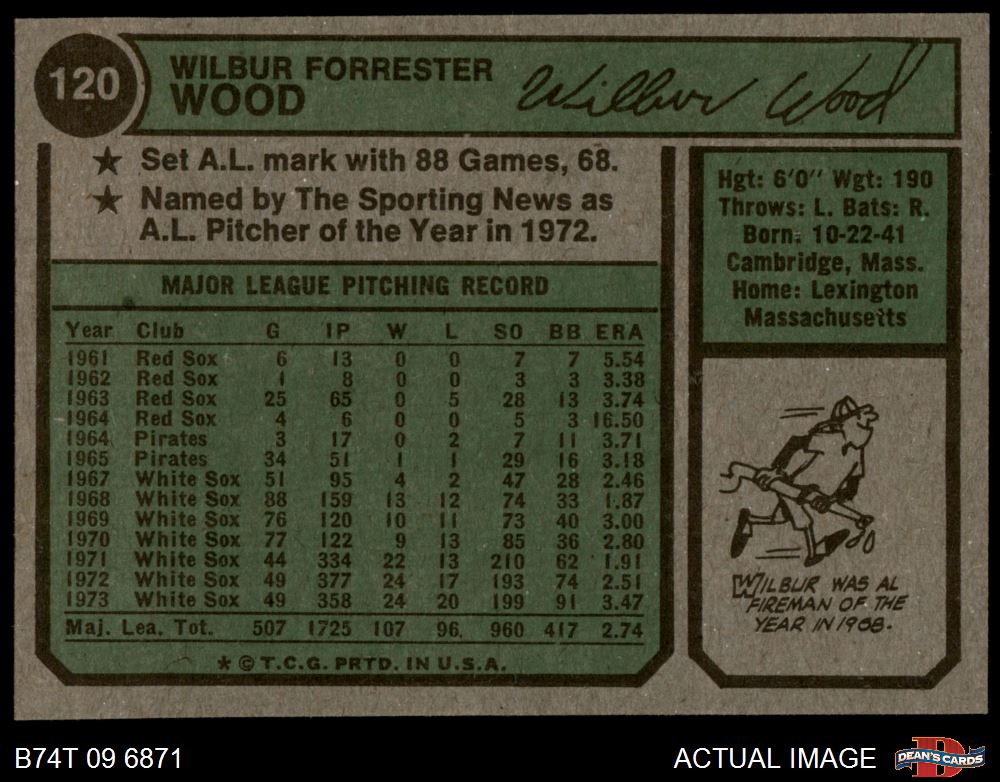 120
WILBUR FORRESTER
WOOD
Wilbur Wood
★ Set A.L. mark with 88 Games, 68.
★ Named by The Sporting News as
A.L. Pitcher of the Year in 1972.
MAJOR LEAGUE PITCHING RECORD
Year Club G IP W L SO BB ERA
1961 Red Sox 6 13 0 0 7 7 5.54
1962 Red Sox 1 8 0 0 3 3 3.38
1963 Red Sox 25 65 0 5 28 13 3.74
1964 Red Sox 4 6 0 0 5 3 16.50
1964 Pirates 3 17 0 2 7 11 3.71
1965 Pirates 34 51 1 1 29 16 3.18
1967 White Sox 51 95 4 2 47 28 2.46
1968 White Sox 88 159 13 12 74 33 1.87
1969 White Sox 76 120 10 11 73 40 3.00
1970 White Sox 77 122 9 13 85 36 2.80
1971 White Sox 44 334 22 13 210 62 1.91
1972 White Sox 49 377 24 17 193 74 2.51
1973 White Sox 49 358 24 20 199 91 3.47
Maj. Lea. Tot. 507 1725 107 96 960 417 2.74
★ © T.C.G. PRTD. IN U.S.A.
Hgt: 6'0" Wgt: 190
Throws: L. Bats: R.
Born: 10-22-41
Cambridge, Mass.
Home: Lexington
Massachusetts
WILBUR WAS AL
FIREMAN OF THE
YEAR IN 1968.
B74T 09 6871
ACTUAL IMAGE
D
DEAN'S CARDS